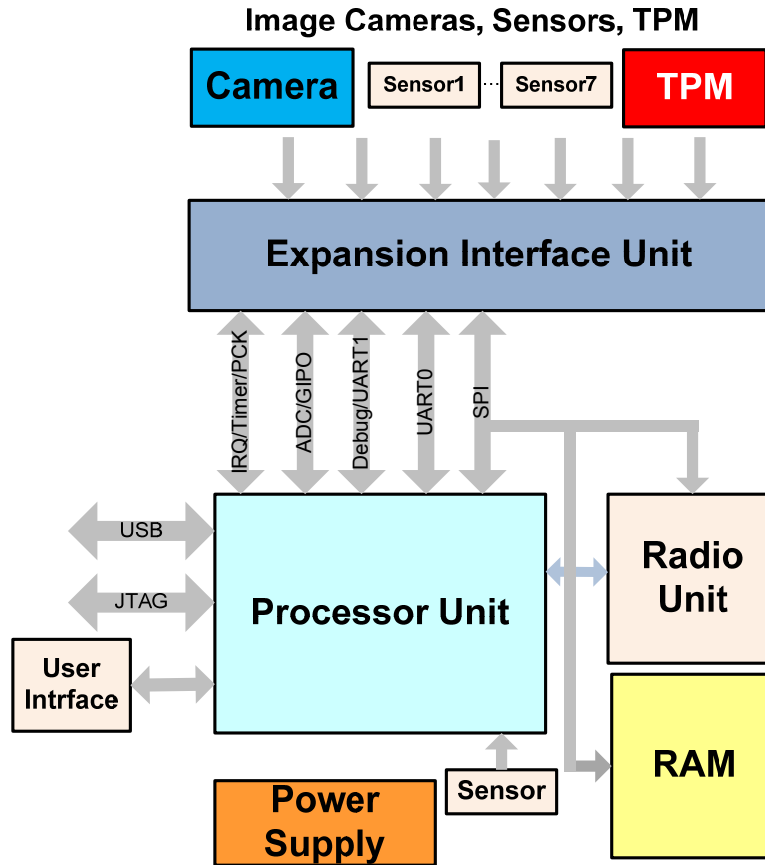 Image Cameras, Sensors, TPM
Camera
Sensor1
Sensor7
TPM
Expansion Interface Unit
IRQ/Timer/PCK
ADC/GIPO
Debug/UART1
UART0
SPI
USB
JTAG
Processor Unit
Radio
Unit
User
Intrface
RAM
Sensor
Power
Supply